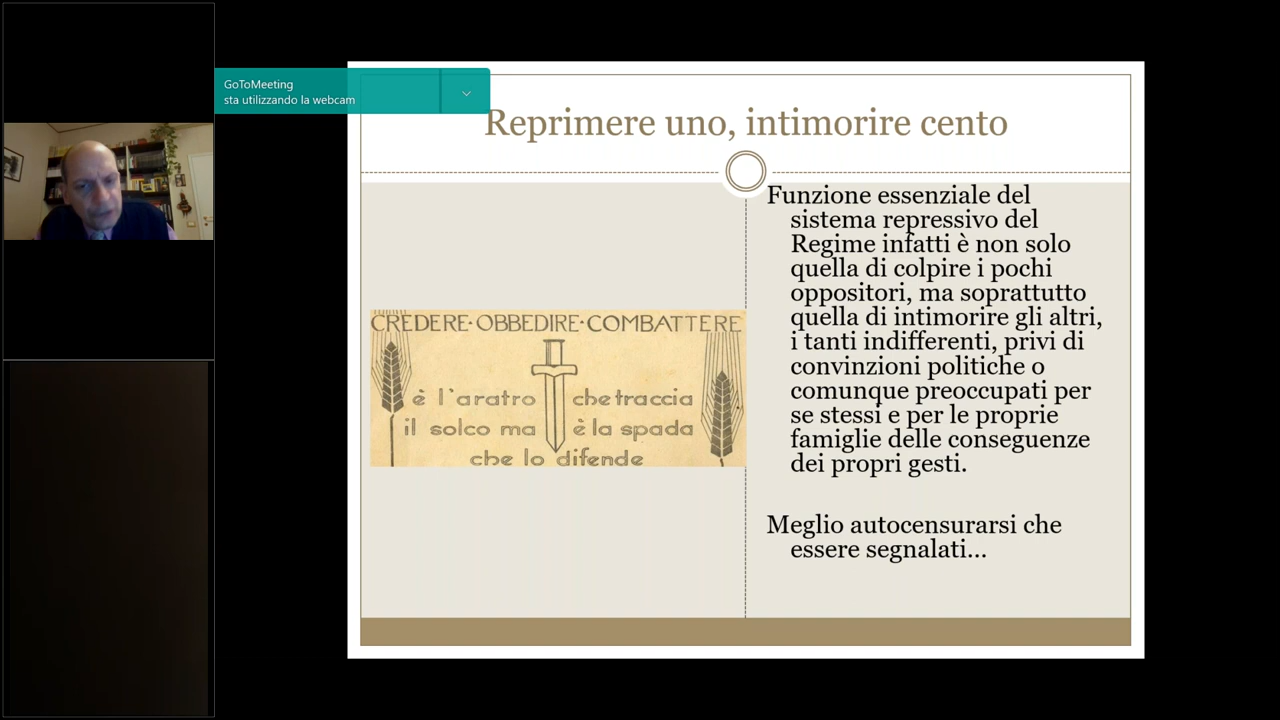 GoToMeeting
sta utilizzando la webcam
Reprimere uno, intimorire cento
CREDERE·OBBEDIRE·COMBATTERE
è l'aratro che traccia
il solco ma è la spada
che lo difende
Funzione essenziale del
sistema repressivo del
Regime infatti è non solo
quella di colpire i pochi
oppositori, ma soprattutto
quella di intimorire gli altri,
i tanti indifferenti, privi di
convinzioni politiche o
comunque preoccupati per
se stessi e per le proprie
famiglie delle conseguenze
dei propri gesti.
Meglio autocensurarsi che
essere segnalati...